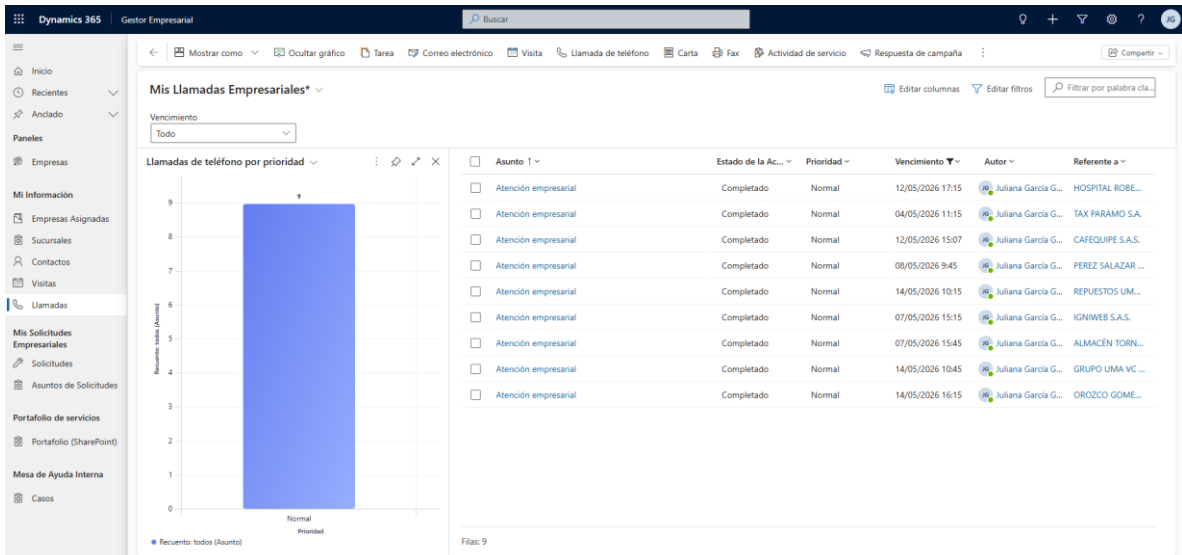 Dynamics 365 Gestor Empresarial Buscar JG
Mostrar como Ocultar gráfico Tarea Correo electrónico Visita Llamada de teléfono Carta Fax Actividad de servicio Respuesta de campaña Compartir
Inicio
Recientes
Anclado
Paneles
Empresas
Mi Información
Empresas Asignadas
Sucursales
Contactos
Visitas
Llamadas
Mis Solicitudes
Empresariales
Solicitudes
Asuntos de Solicitudes
Portafolio de servicios
Portafolio (SharePoint)
Mesa de Ayuda Interna
Casos
Mis Llamadas Empresariales*
Editar columnas Editar filtros Filtrar por palabra cla...
Vencimiento
Todo
Llamadas de teléfono por prioridad
9
9
8
7
6
5
4
3
2
1
0
Recuento: todos (Asunto)
Normal
Prioridad
Recuento: todos (Asunto)
Asunto ↑ Estado de la Ac... Prioridad Vencimiento Autor Referente a
Atención empresarial Completado Normal 12/05/2026 17:15 JG Juliana García G... HOSPITAL ROBE...
Atención empresarial Completado Normal 04/05/2026 11:15 JG Juliana García G... TAX PARAMO S.A.
Atención empresarial Completado Normal 12/05/2026 15:07 JG Juliana García G... CAFEQUIPE S.A.S.
Atención empresarial Completado Normal 08/05/2026 9:45 JG Juliana García G... PEREZ SALAZAR ...
Atención empresarial Completado Normal 14/05/2026 10:15 JG Juliana García G... REPUESTOS UM...
Atención empresarial Completado Normal 07/05/2026 15:15 JG Juliana García G... IGNIWEB S.A.S.
Atención empresarial Completado Normal 07/05/2026 15:45 JG Juliana García G... ALMACÉN TORN...
Atención empresarial Completado Normal 14/05/2026 10:45 JG Juliana García G... GRUPO UMA VC ...
Atención empresarial Completado Normal 14/05/2026 16:15 JG Juliana García G... OROZCO GOME...
Filas: 9